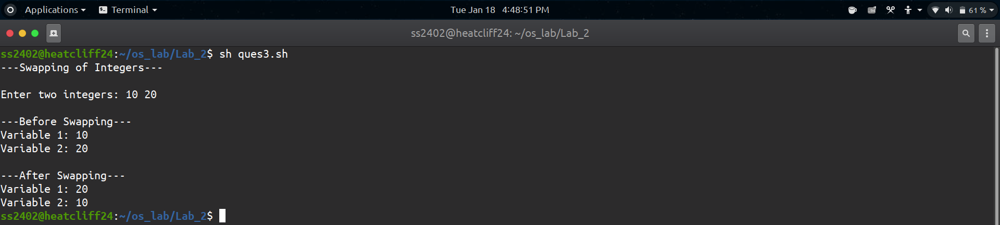 Applications Terminal Tue Jan 18 4:48:51 PM 94 61 %
ss2402@heatcliff24: ~/os_lab/Lab_2
ss2402@heatcliff24:~/os_lab/Lab_2$ sh ques3.sh
---Swapping of Integers---
Enter two integers: 10 20
---Before Swapping---
Variable 1: 10
Variable 2: 20
---After Swapping---
Variable 1: 20
Variable 2: 10
ss2402@heatcliff24:~/os_lab/Lab_2$